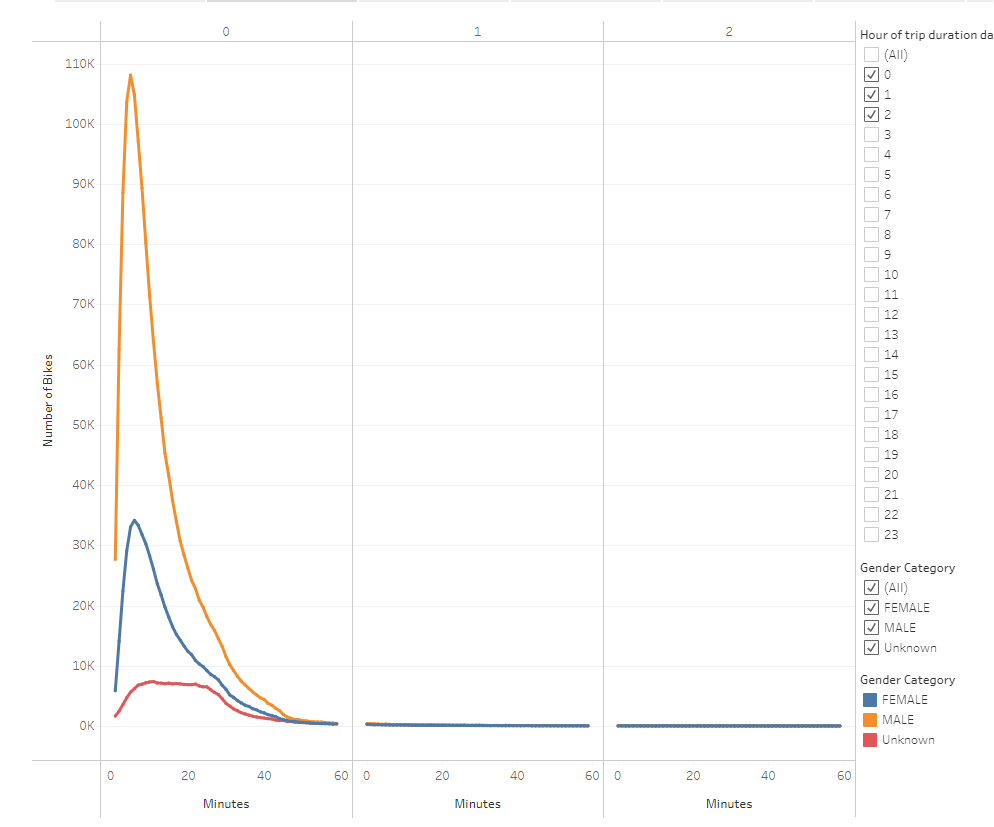 0 1 2
110K
100K
90K
80K
70K
60K
50K
40K
30K
20K
10K
0K
Number of Bikes
0 20 40 60 0 20 40 60 0 20 40 60
Minutes Minutes Minutes
Hour of trip duration da
(All)
0
1
2
3
4
5
6
7
8
9
10
11
12
13
14
15
16
17
18
19
20
21
22
23
Gender Category
(All)
FEMALE
MALE
Unknown
Gender Category
FEMALE
MALE
Unknown